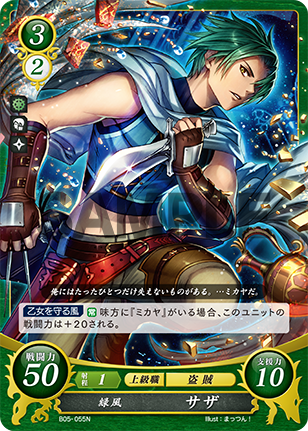 3
2
SAMPLE
俺にはたったひとつだけ失えないものがある。…ミカヤだ。
乙女を守る風 常 味方に『ミカヤ』がいる場合、このユニットの
戦闘力は+20される。
戦闘力 50
射程 1 上級職 盗賊
支援力 10
緑風 サザ
B05-055N Illust:まっつん!